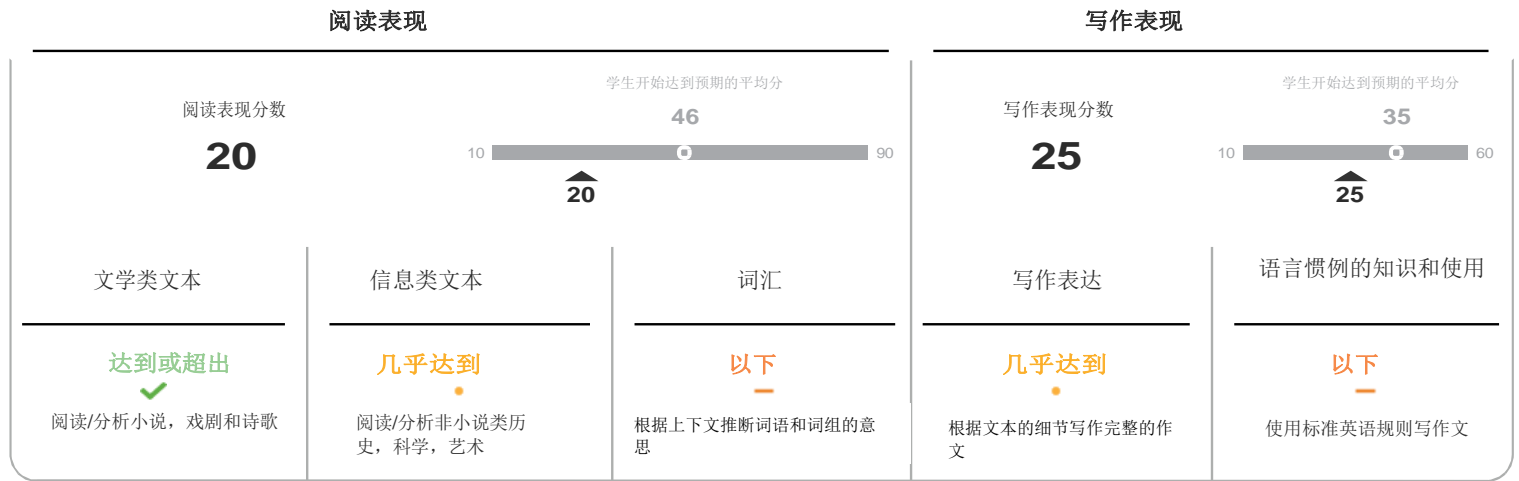 阅读表现
写作表现
学生开始达到预期的平均分
阅读表现分数
46
20
10
90
20
学生开始达到预期的平均分
写作表现分数
35
25
10
60
25
文学类文本
信息类文本
词汇
写作表达
语言惯例的知识和使用
达到或超出
几乎达到
以下
几乎达到
以下
阅读/分析小说，戏剧和诗歌
阅读/分析非小说类历
史，科学，艺术
根据上下文推断词语和词组的意
思
根据文本的细节写作完整的作
文
使用标准英语规则写作文